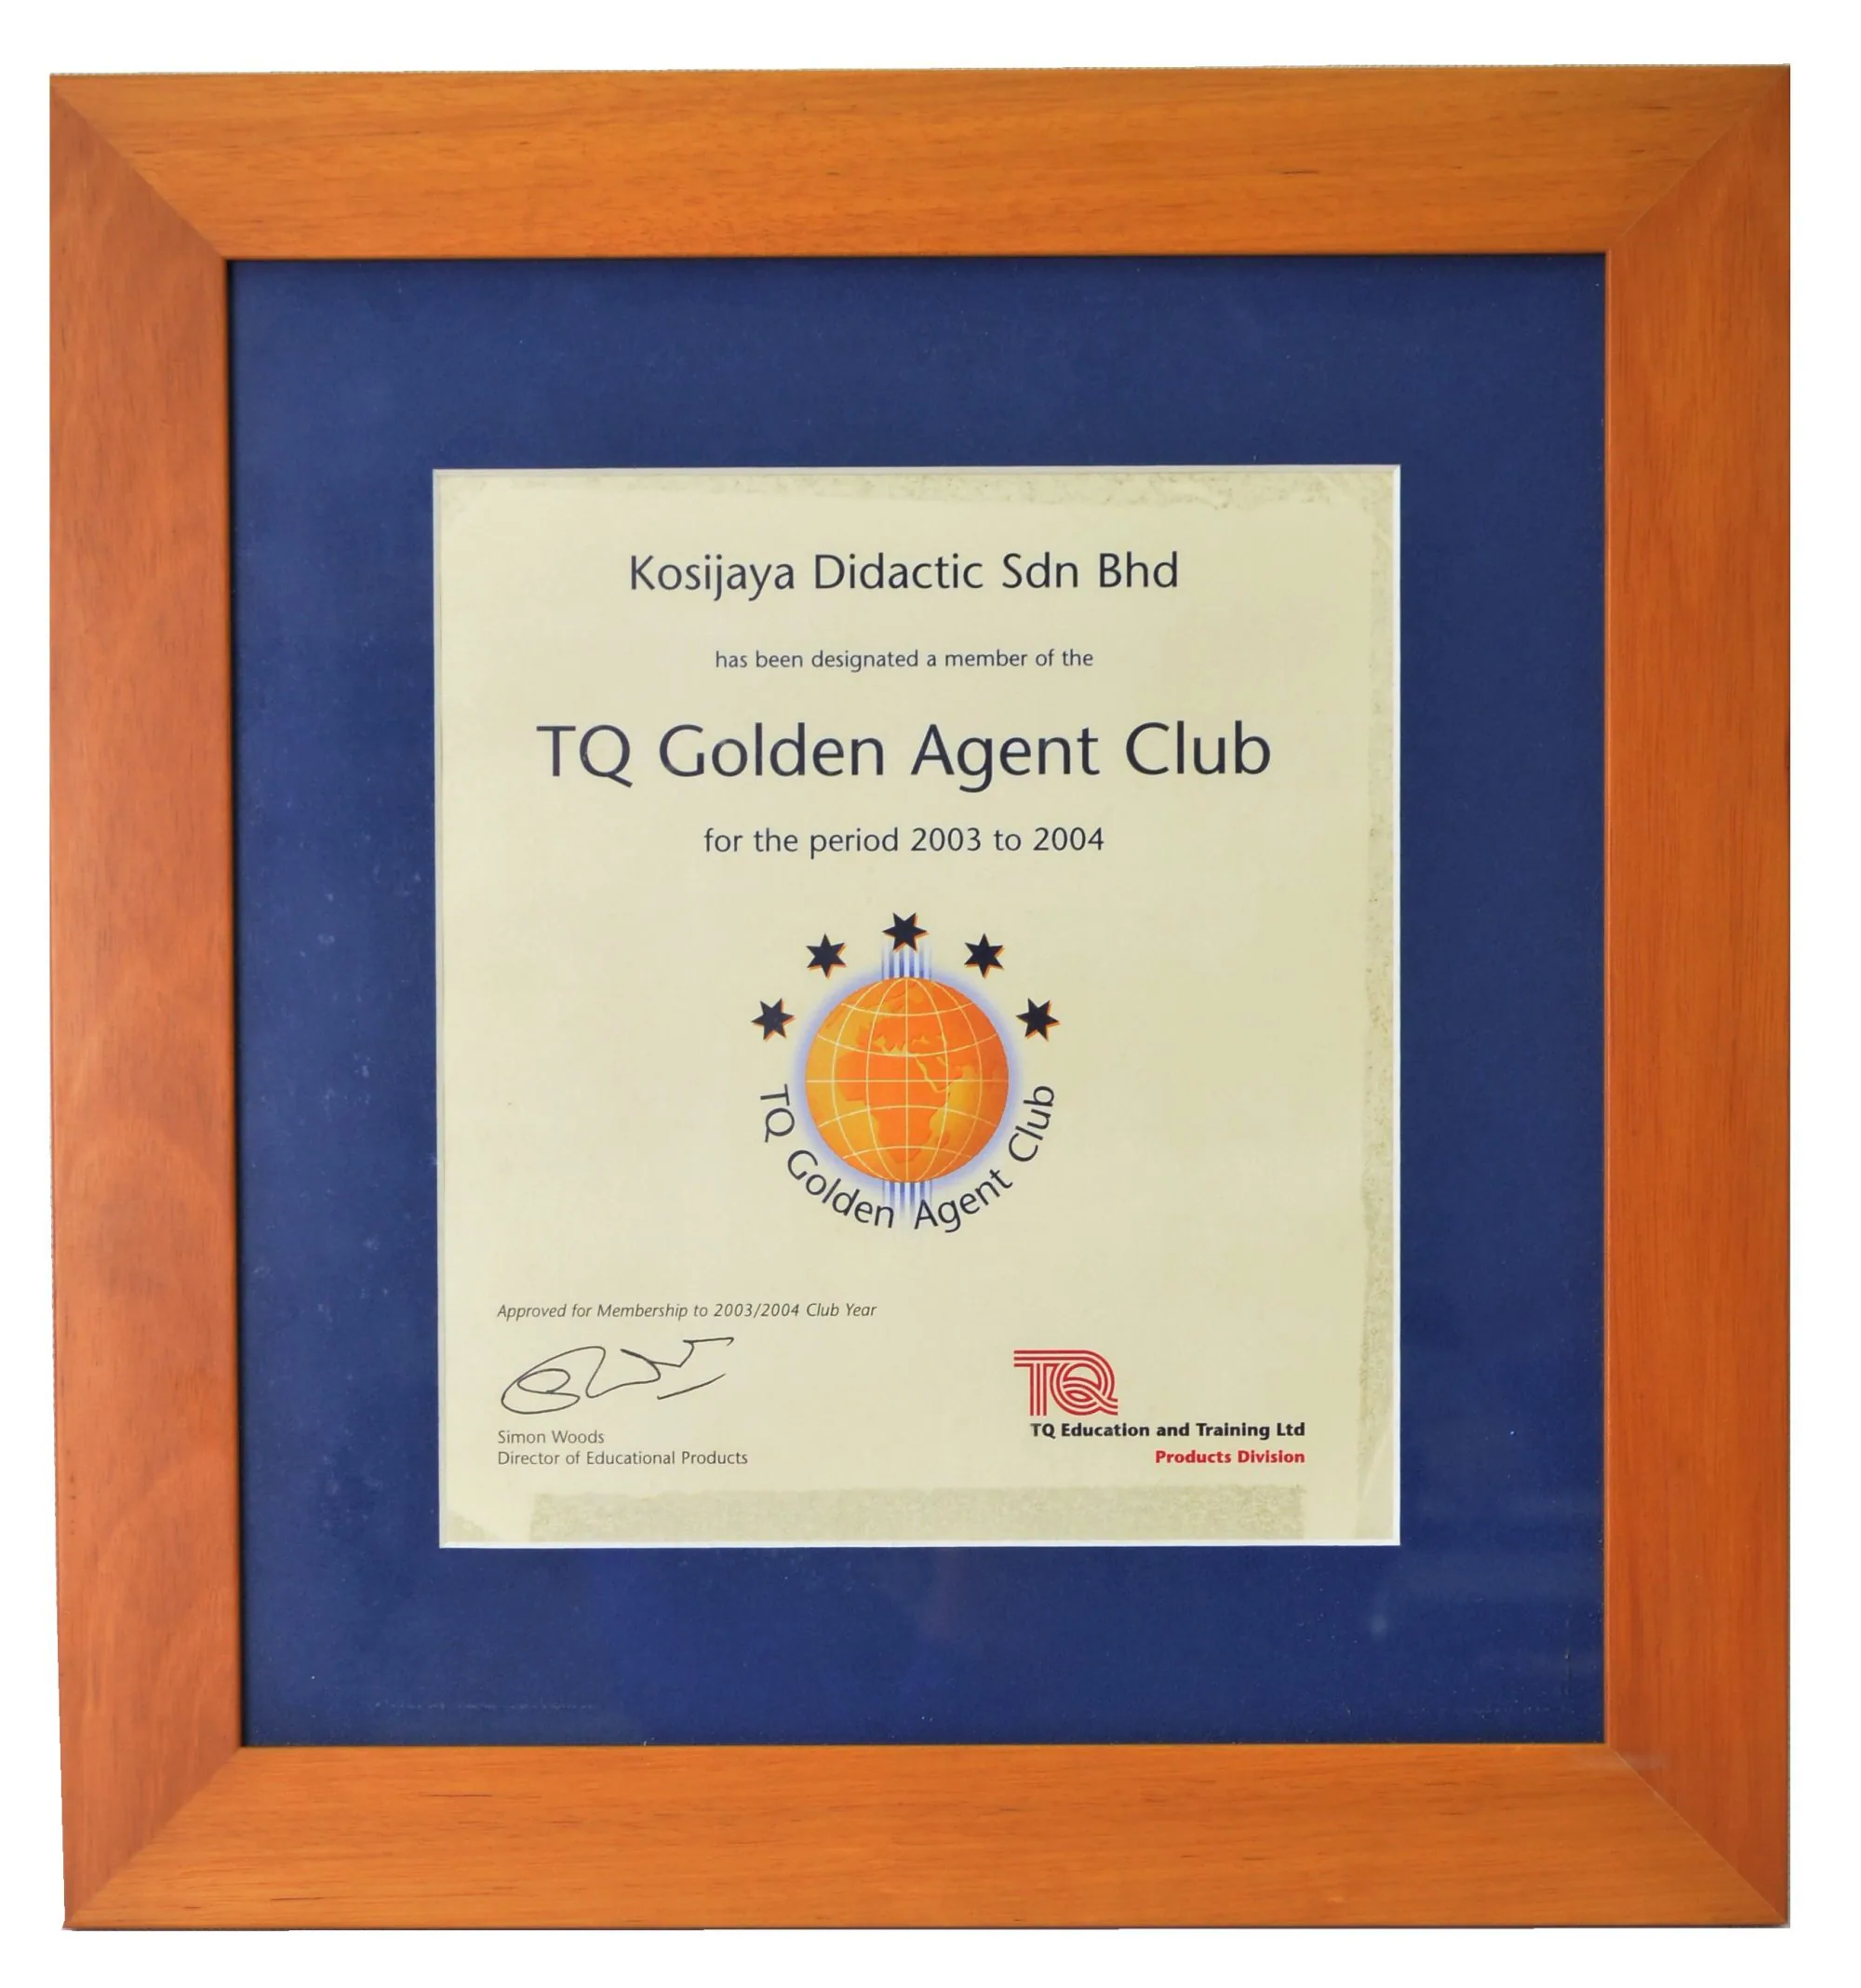 Kosijaya Didactic Sdn Bhd
has been designated a member of the
TQ Golden Agent Club
for the period 2003 to 2004
TQ Golden Agent Club
Approved for Membership to 2003/2004 Club Year
Simon Woods
Director of Educational Products
TQ
TQ Education and Training Ltd
Products Division